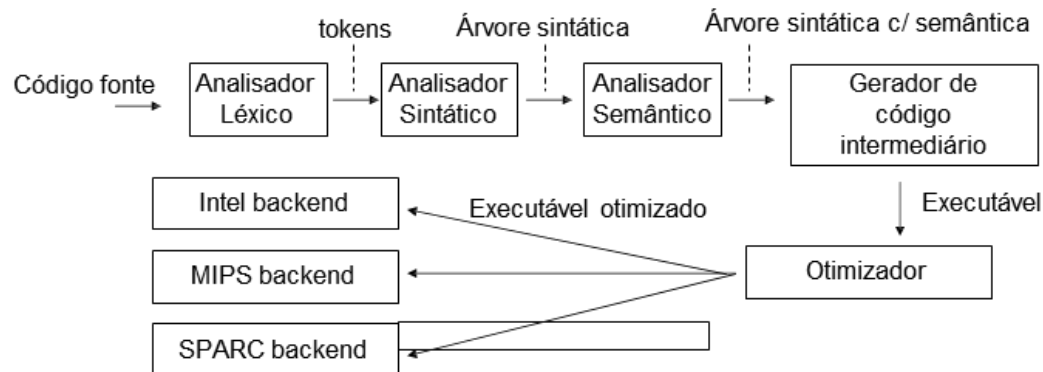 tokens
Árvore sintática
Árvore sintática c/ semântica
Código fonte
Analisador
Léxico
Analisador
Sintático
Analisador
Semântico
Gerador de
código
intermediário
Intel backend
Executável otimizado
Executável
MIPS backend
Otimizador
SPARC backend